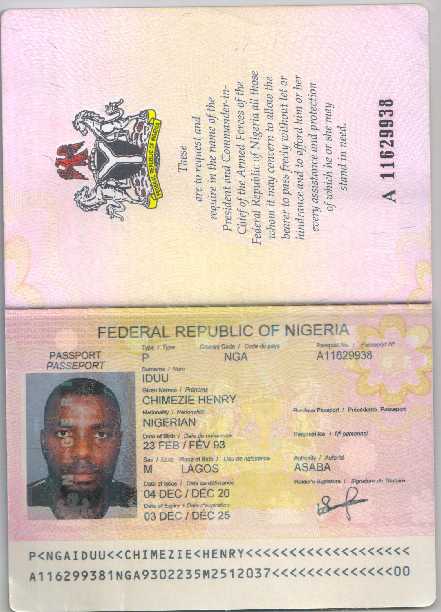 These
are to request and
require in the name of the
President and Commander-in-
Chief of the Armed Forces of the
Federal Republic of Nigeria all those
whom it may concern to allow the
bearer to pass freely without let or
hindrance and to afford him or her
every assistance and protection
of which he or she may
stand in need.
A 11629938
FEDERAL REPUBLIC OF NIGERIA
PASSPORT
PASSEPORT
Type / Type Country Code / Code du pays Passport No. / Passeport N°
P NGA A11629938
Surname / Nom
IDUU
Given Names / Prénoms
CHIMEZIE HENRY
Nationality / Nationalité Previous Passport / Précédents Passeport
NIGERIAN
Date of Birth / Date de naissance Personal No. / N° personnel
23 FEB / FÉV 93
Sex / Sexe Place of Birth / Lieu de naissance Authority / Autorité
M LAGOS ASABA
Date of Issue / Date de délivrance Holder's Signature / Signature du Titulaire
04 DEC / DÉC 20
Date of Expiry / Date d'expiration
03 DEC / DÉC 25
P<NGAIDUU<<CHIMEZIE<HENRY<<<<<<<<<<<<<<<<<<<
A116299381NGA9302235M2512037<<<<<<<<<<<<<<00